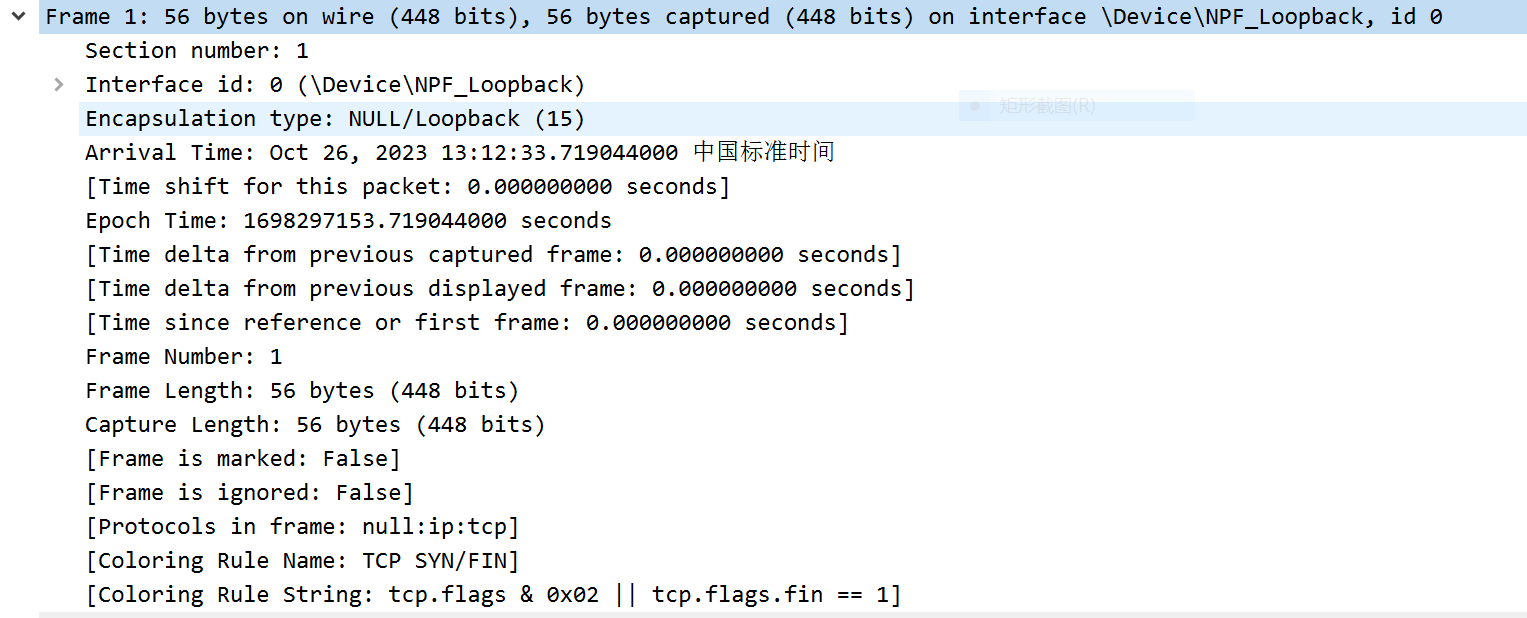 Frame 1: 56 bytes on wire (448 bits), 56 bytes captured (448 bits) on interface \Device\NPF_Loopback, id 0
Section number: 1
Interface id: 0 (\Device\NPF_Loopback)
矩形截图(R)
Encapsulation type: NULL/Loopback (15)
Arrival Time: Oct 26, 2023 13:12:33.719044000 中国标准时间
[Time shift for this packet: 0.000000000 seconds]
Epoch Time: 1698297153.719044000 seconds
[Time delta from previous captured frame: 0.000000000 seconds]
[Time delta from previous displayed frame: 0.000000000 seconds]
[Time since reference or first frame: 0.000000000 seconds]
Frame Number: 1
Frame Length: 56 bytes (448 bits)
Capture Length: 56 bytes (448 bits)
[Frame is marked: False]
[Frame is ignored: False]
[Protocols in frame: null:ip:tcp]
[Coloring Rule Name: TCP SYN/FIN]
[Coloring Rule String: tcp.flags & 0x02 || tcp.flags.fin == 1]